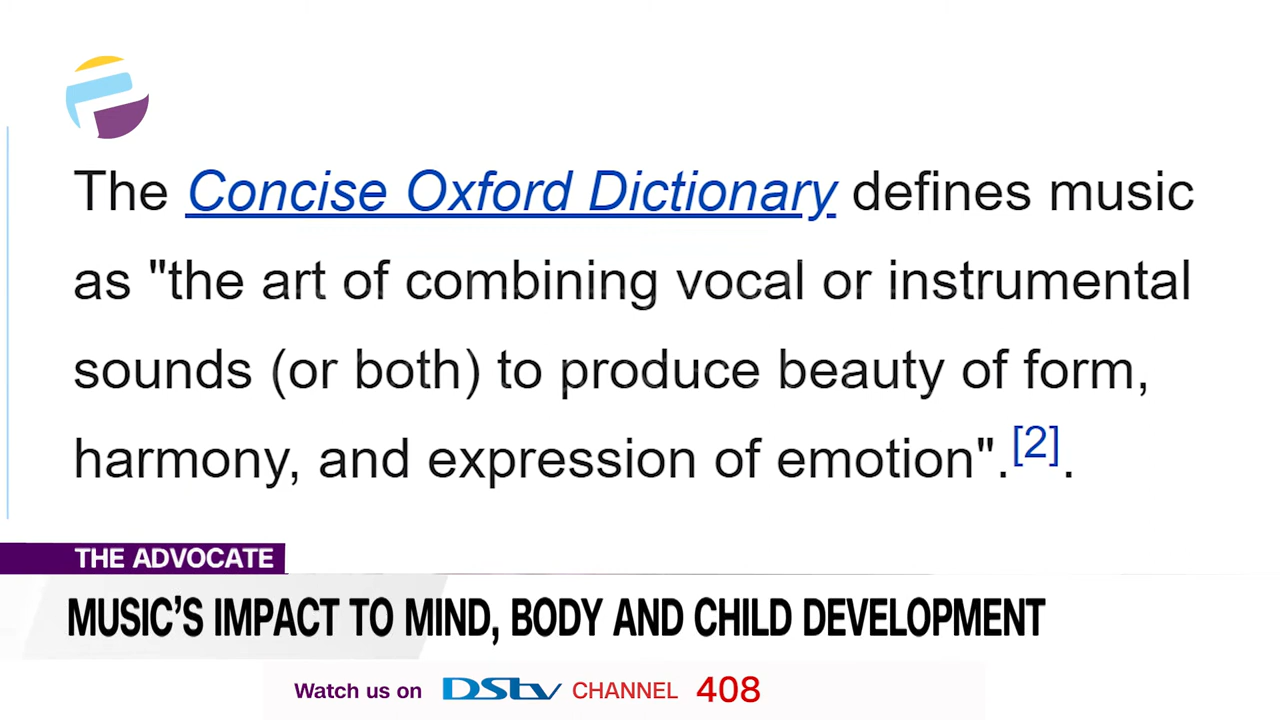 The Concise Oxford Dictionary defines music
as "the art of combining vocal or instrumental
sounds (or both) to produce beauty of form,
harmony, and expression of emotion".[2].
THE ADVOCATE
MUSIC’S IMPACT TO MIND, BODY AND CHILD DEVELOPMENT
Watch us on DStv CHANNEL 408